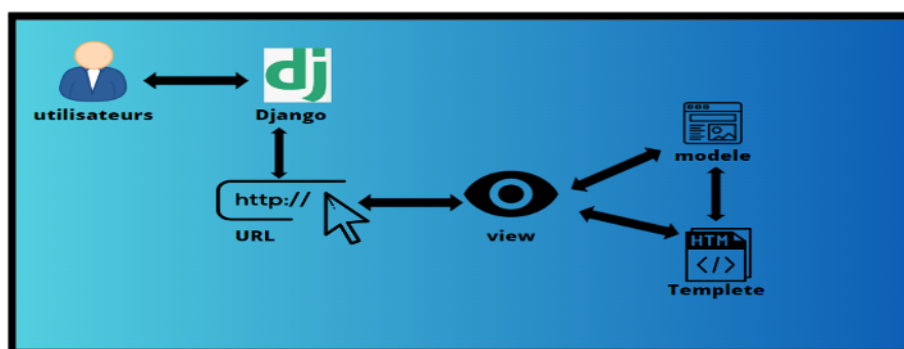 dj
utilisateurs
Django
http://
URL
view
modele
HTM
</>
Templete